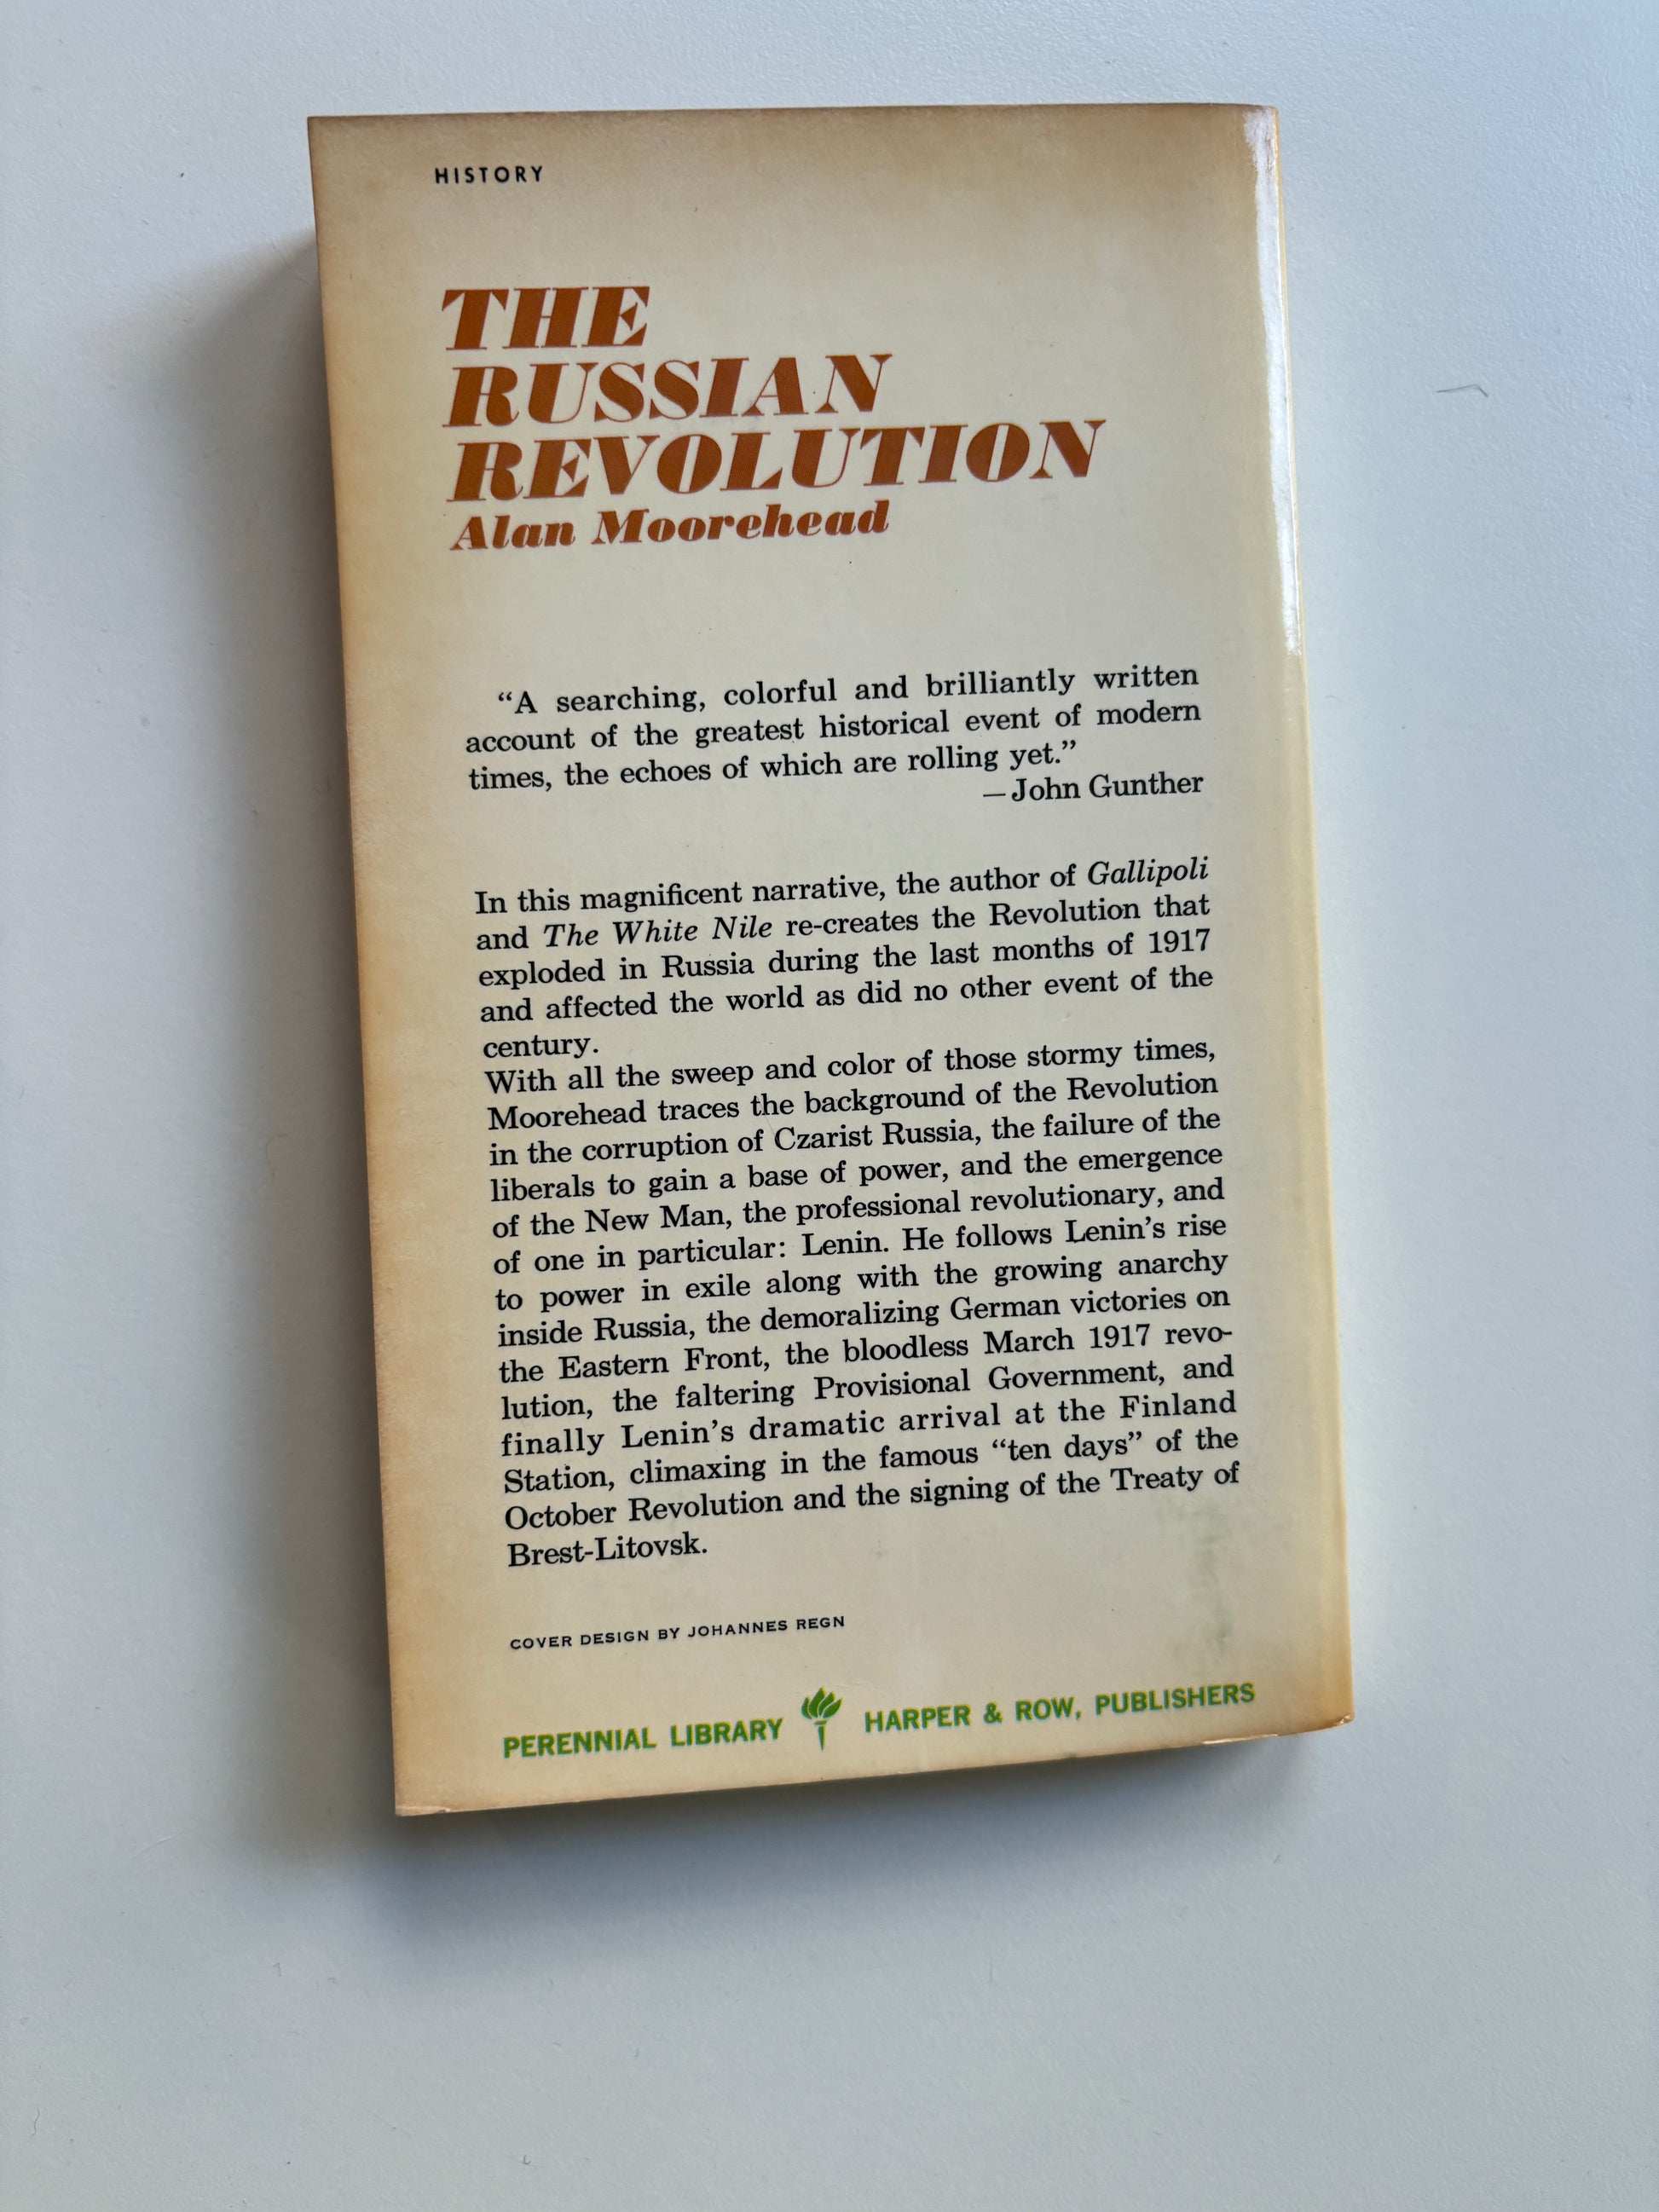 HISTORY
THE
RUSSIAN
REVOLUTION
Alan Moorehead
“A searching, colorful and brilliantly written
account of the greatest historical event of modern
times, the echoes of which are rolling yet.”
—John Gunther
In this magnificent narrative, the author of Gallipoli
and The White Nile re-creates the Revolution that
exploded in Russia during the last months of 1917
and affected the world as did no other event of the
century.
With all the sweep and color of those stormy times,
Moorehead traces the background of the Revolution
in the corruption of Czarist Russia, the failure of the
liberals to gain a base of power, and the emergence
of the New Man, the professional revolutionary, and
of one in particular: Lenin. He follows Lenin’s rise
to power in exile along with the growing anarchy
inside Russia, the demoralizing German victories on
the Eastern Front, the bloodless March 1917 revo-
lution, the faltering Provisional Government, and
finally Lenin’s dramatic arrival at the Finland
Station, climaxing in the famous “ten days” of the
October Revolution and the signing of the Treaty of
Brest-Litovsk.
COVER DESIGN BY JOHANNES REGN
PERENNIAL LIBRARY HARPER & ROW, PUBLISHERS